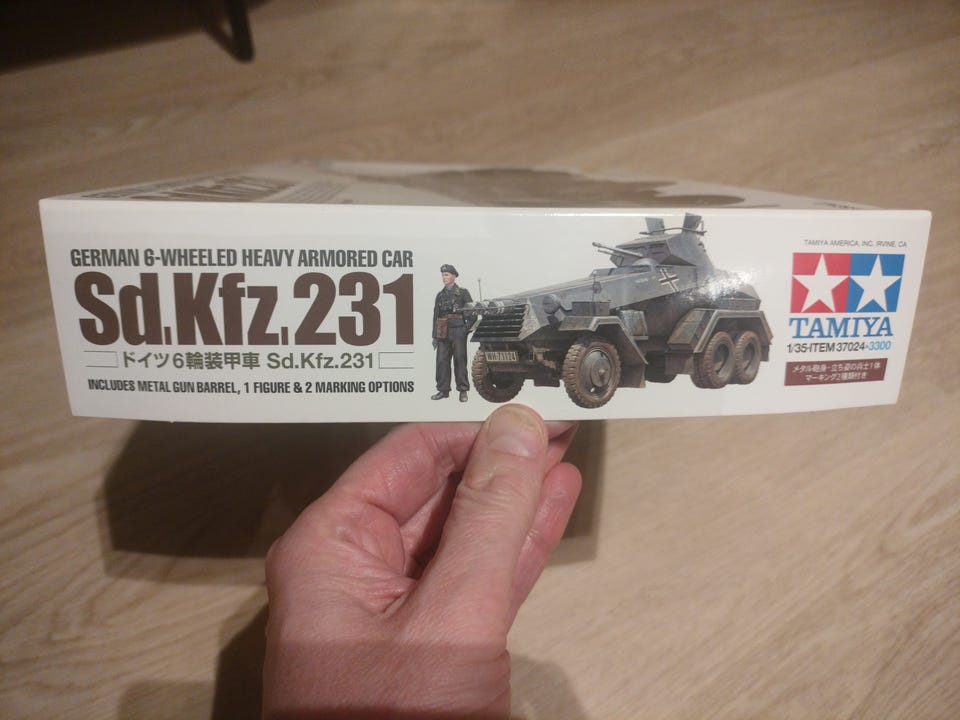 GERMAN 6-WHEELED HEAVY ARMORED CAR
Sd.Kfz.231
ドイツ6輪装甲車 Sd.Kfz.231
INCLUDES METAL GUN BARREL, 1 FIGURE & 2 MARKING OPTIONS
WH-711124
TAMIYA AMERICA, INC. IRVINE, CA
TAMIYA
1/35・ITEM 37024・3300
メタル砲身・立ち姿の兵士1体
マーキング2種類付き